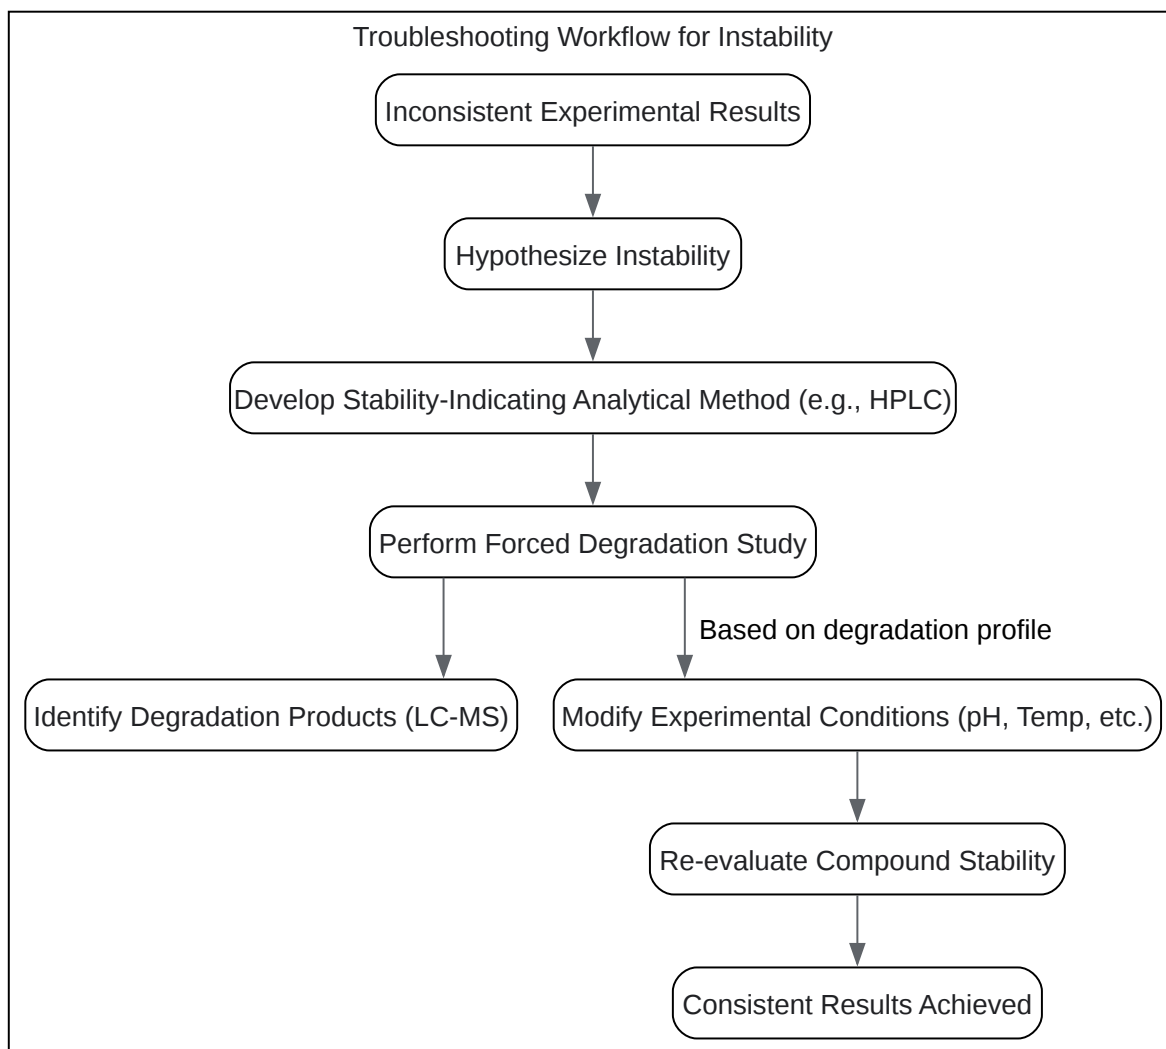 Troubleshooting Workflow for Instability
Inconsistent Experimental Results
Hypothesize Instability
Develop Stability-Indicating Analytical Method (e.g., HPLC)
Perform Forced Degradation Study
Based on degradation profile
Identify Degradation Products (LC-MS)
Modify Experimental Conditions (pH, Temp, etc.)
Re-evaluate Compound Stability
Consistent Results Achieved